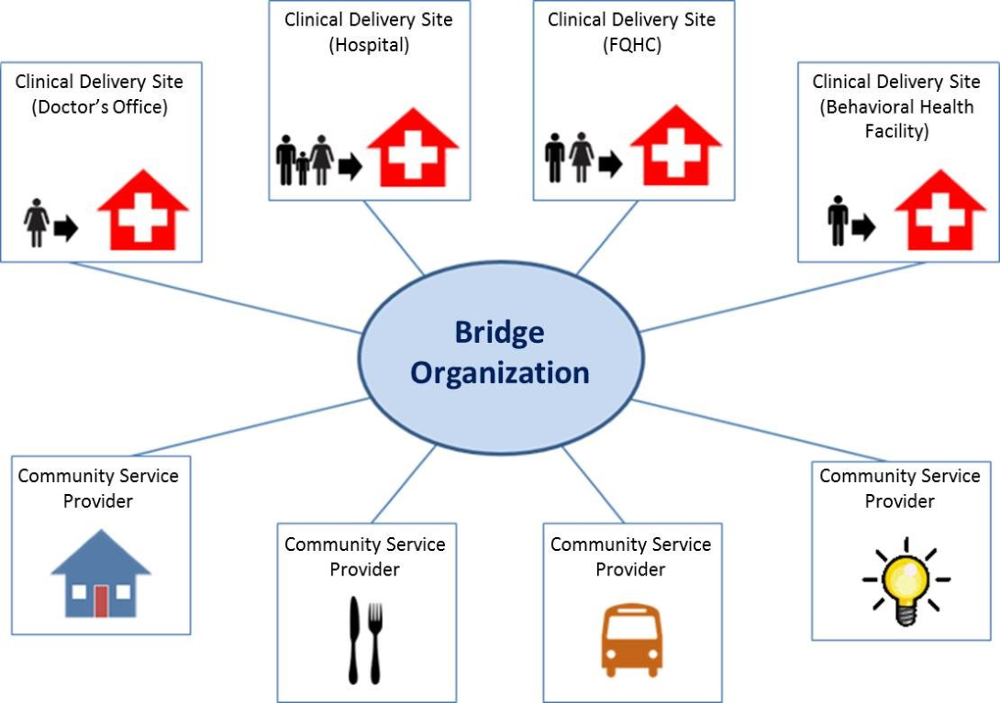 Clinical Delivery Site
(Doctor's Office)
Clinical Delivery Site
(Hospital)
Clinical Delivery Site
(FQHC)
Clinical Delivery Site
(Behavioral Health
Facility)
Bridge
Organization
Community Service
Provider
Community Service
Provider
Community Service
Provider
Community Service
Provider